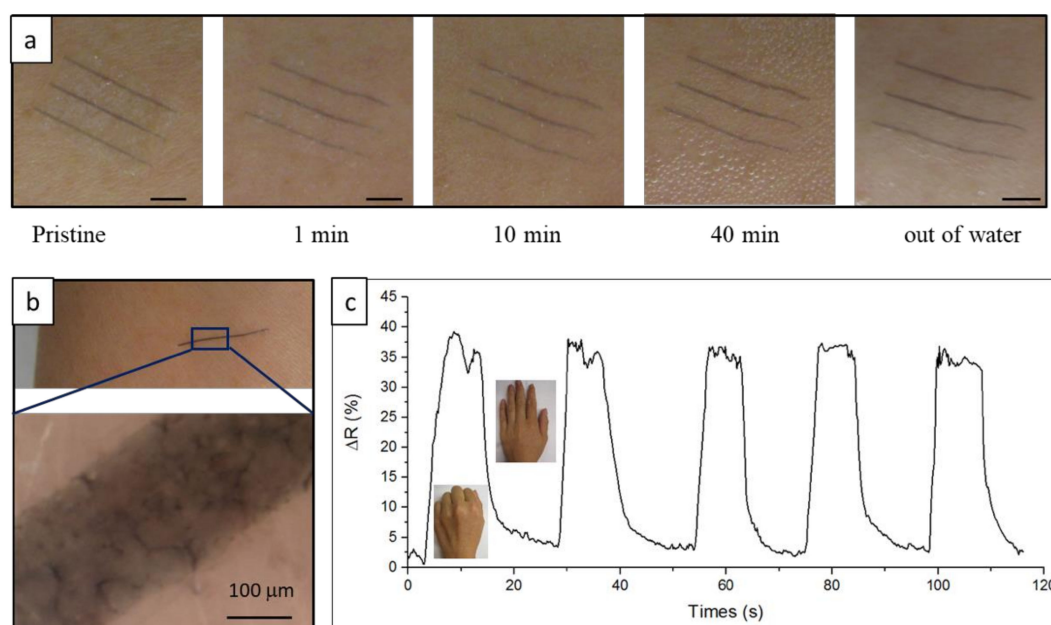 a
Pristine
1 min
10 min
40 min
out of water
b
100 µm
c
ΔR (%)
45
40
35
30
25
20
15
10
5
0
0 20 40 60 80 100 120
Times (s)